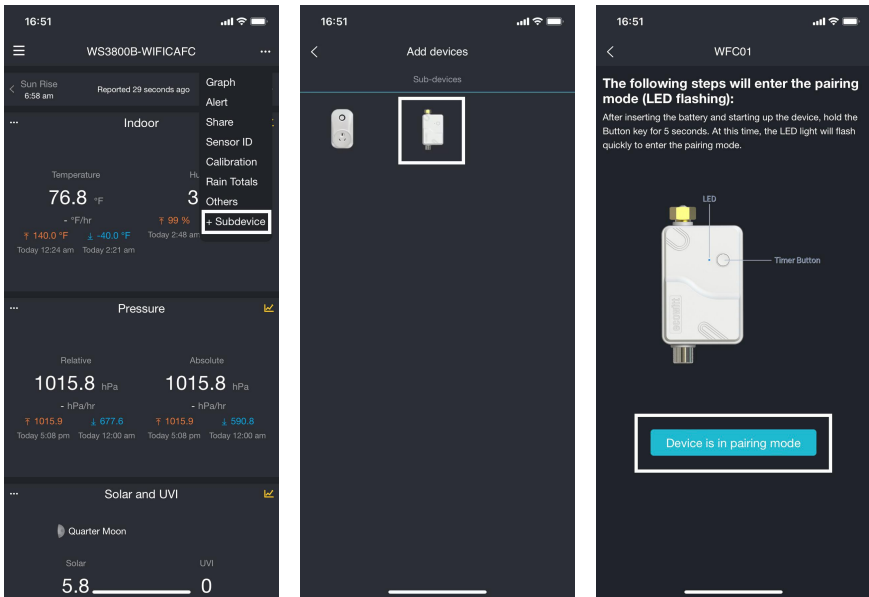 16:51
WS3800B-WIFICAFC
Sun Rise
6:58 am
Reported 29 seconds ago
Graph
Alert
Share
Sensor ID
Calibration
Rain Totals
Others
+ Subdevice
Indoor
Temperature
Hu
76.8 °F
3
- °F/hr
140.0 °F
-40.0 °F
99 %
Today 12:24 am
Today 2:21 am
Today 2:48 am
Pressure
Relative
Absolute
1015.8 hPa
1015.8 hPa
- hPa/hr
- hPa/hr
1015.9
677.6
1015.9
590.8
Today 5:08 pm
Today 12:00 am
Today 5:08 pm
Today 12:00 am
Solar and UVI
Quarter Moon
Solar
UVI
5.8
0
16:51
Add devices
Sub-devices
16:51
WFC01
The following steps will enter the pairing
mode (LED flashing):
After inserting the battery and starting up the device, hold the
Button key for 5 seconds. At this time, the LED light will flash
quickly to enter the pairing mode.
LED
Timer Button
ecowitt
Device is in pairing mode